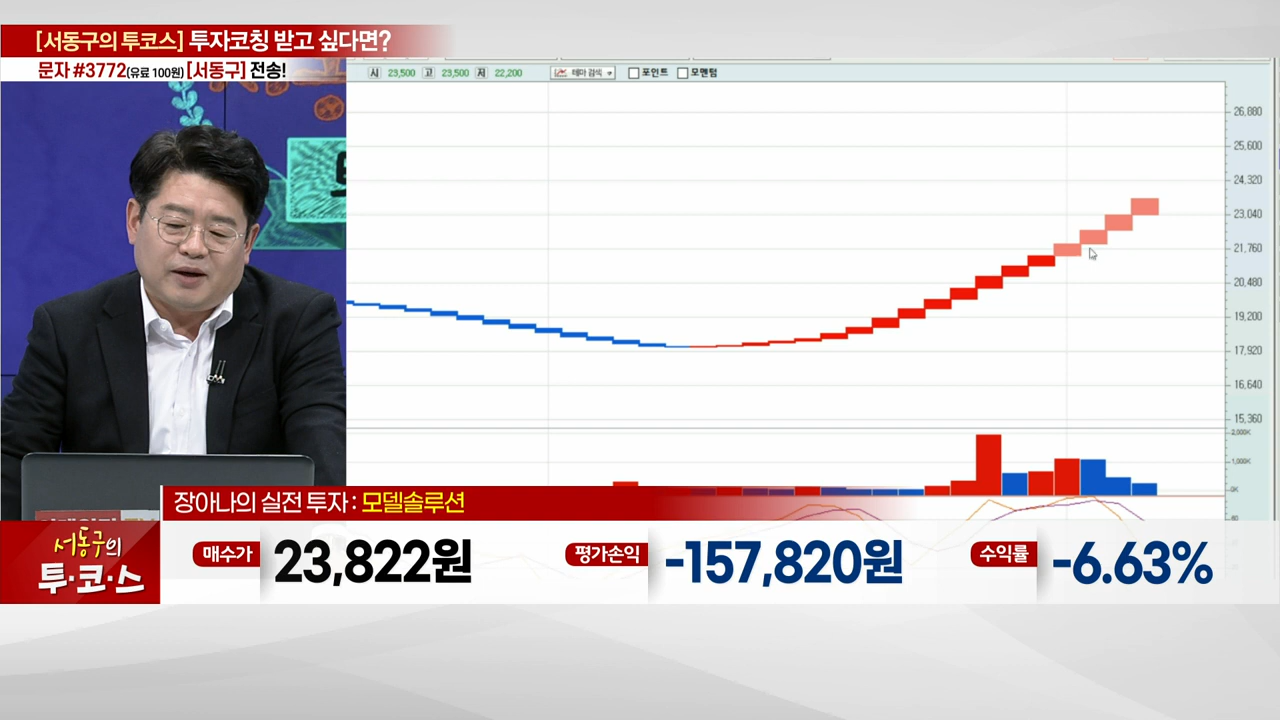 [서동구의 투코스] 투자코칭 받고 싶다면?
문자 #3772(유료 100원) [서동구] 전송!
시 23,500 고 23,500 저 22,200 테마 검색 포인트 모멘텀
26,880
25,600
24,320
23,040
21,760
20,480
19,200
17,920
16,640
15,360
2,000K
1,000K
0K
장아나의 실전 투자 : 모델솔루션
서동구의
투·코·스
매수가 23,822원 평가손익 -157,820원 수익률 -6.63%